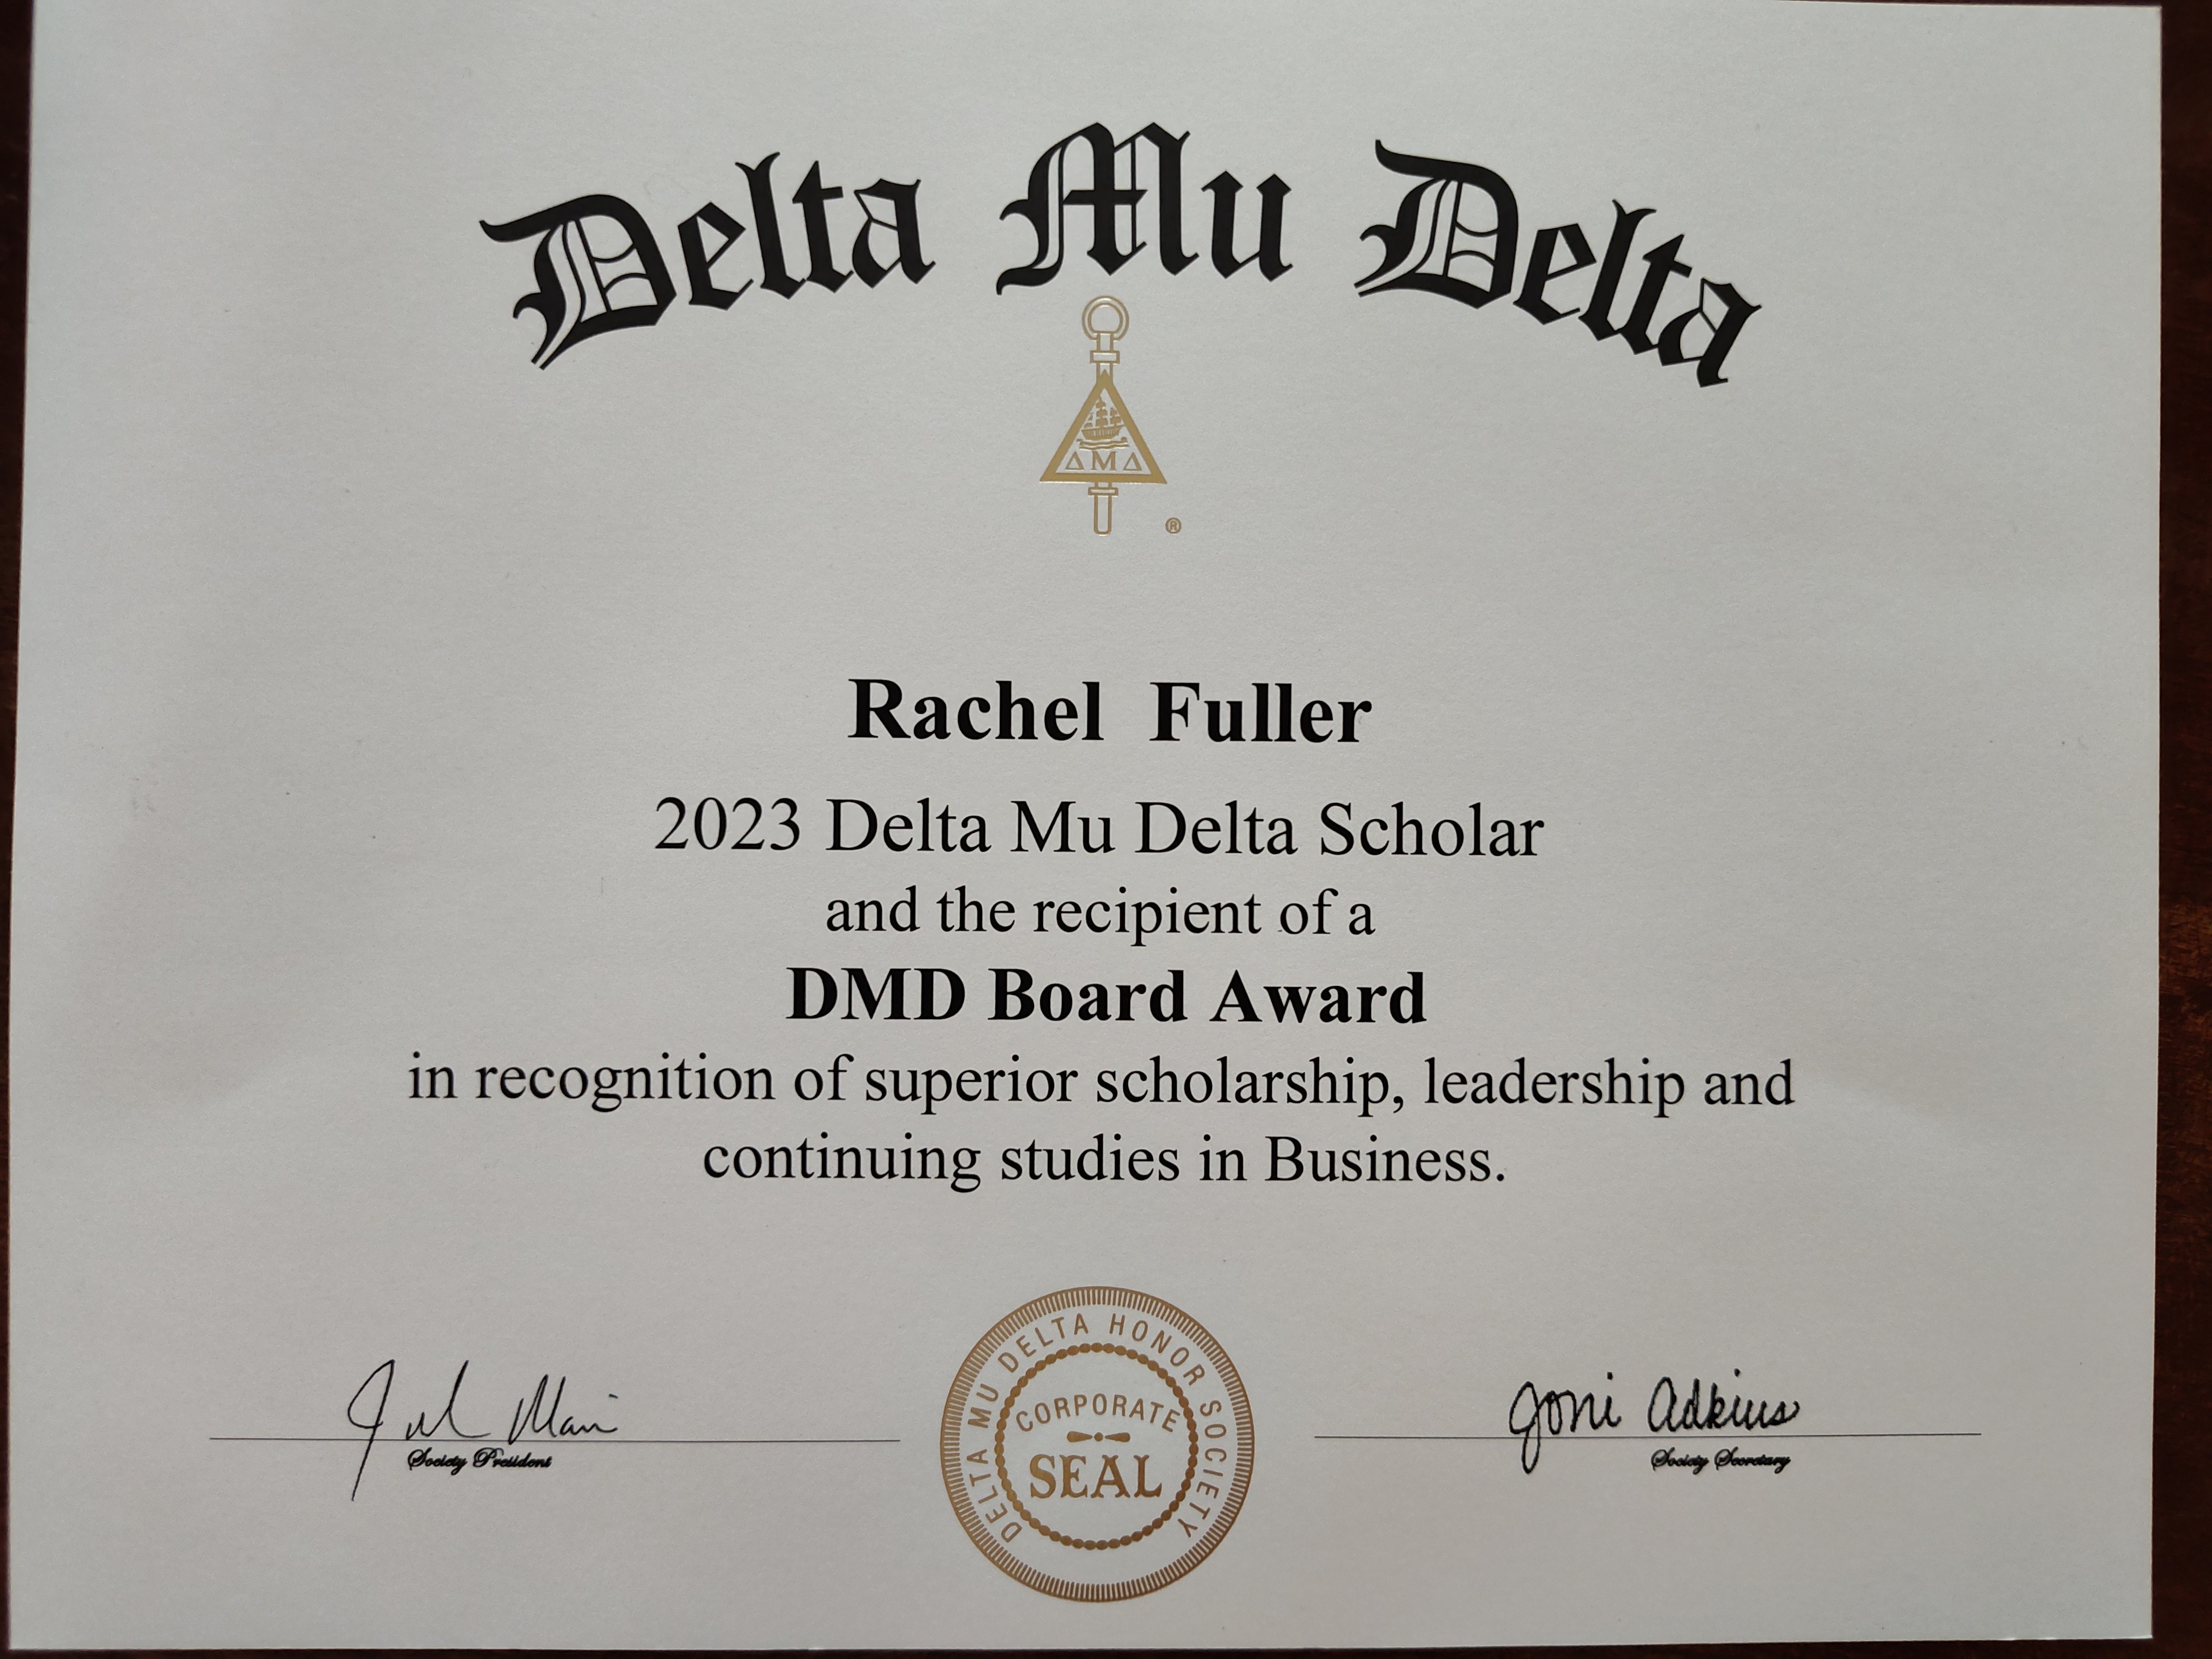 Delta Mu Delta
Δ Μ Δ
®
Rachel Fuller
2023 Delta Mu Delta Scholar
and the recipient of a
DMD Board Award
in recognition of superior scholarship, leadership and
continuing studies in Business.
Society President
DELTA MU DELTA HONOR SOCIETY
CORPORATE
SEAL
Joni Adkins
Society Secretary